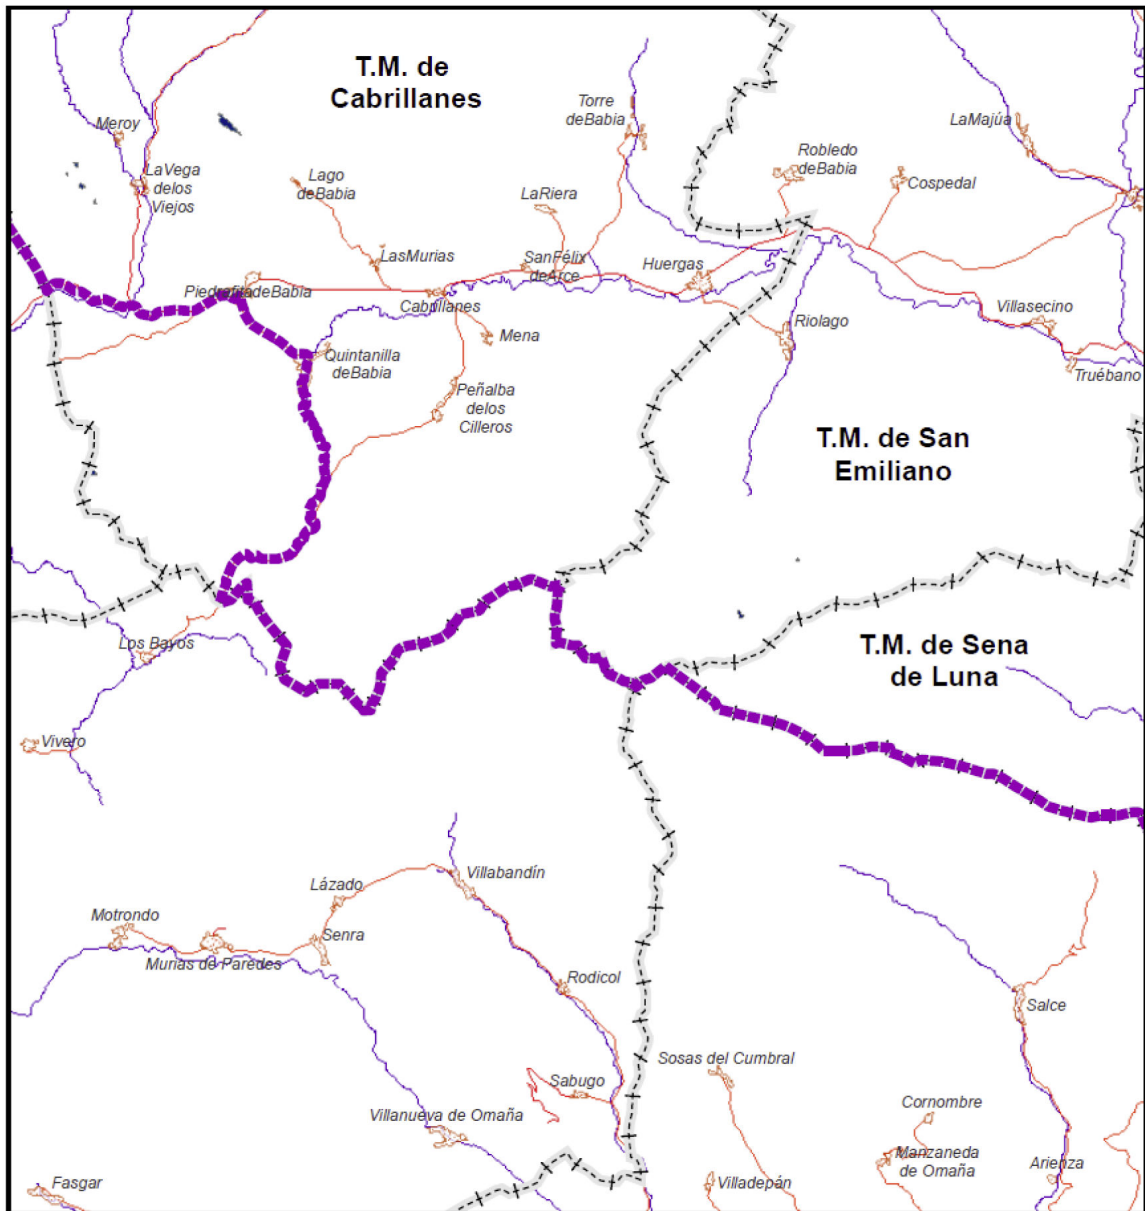 T.M. de
Cabrillanes
Torre
deBabia
LaMajúa
Meroy
Robledo
deBabia
LaVega
delos
Viejos
Lago
deBabia
LaRiera
Cospedal
LasMurias
SanFélix
deArce
Huergas
PiedrafitadeBabia
Cabrillanes
Villasecino
Mena
Riolago
Quintanilla
deBabia
Truébano
Peñalba
delos
Cilleros
T.M. de San
Emiliano
Los Bayos
T.M. de Sena
de Luna
Vivero
Villabandín
Lázado
Motrondo
Senra
Murias de Paredes
Rodicol
Salce
Sosas del Cumbral
Sabugo
Cornombre
Villanueva de Omaña
Manzaneda
de Omaña
Arienza
Fasgar
Villadepán